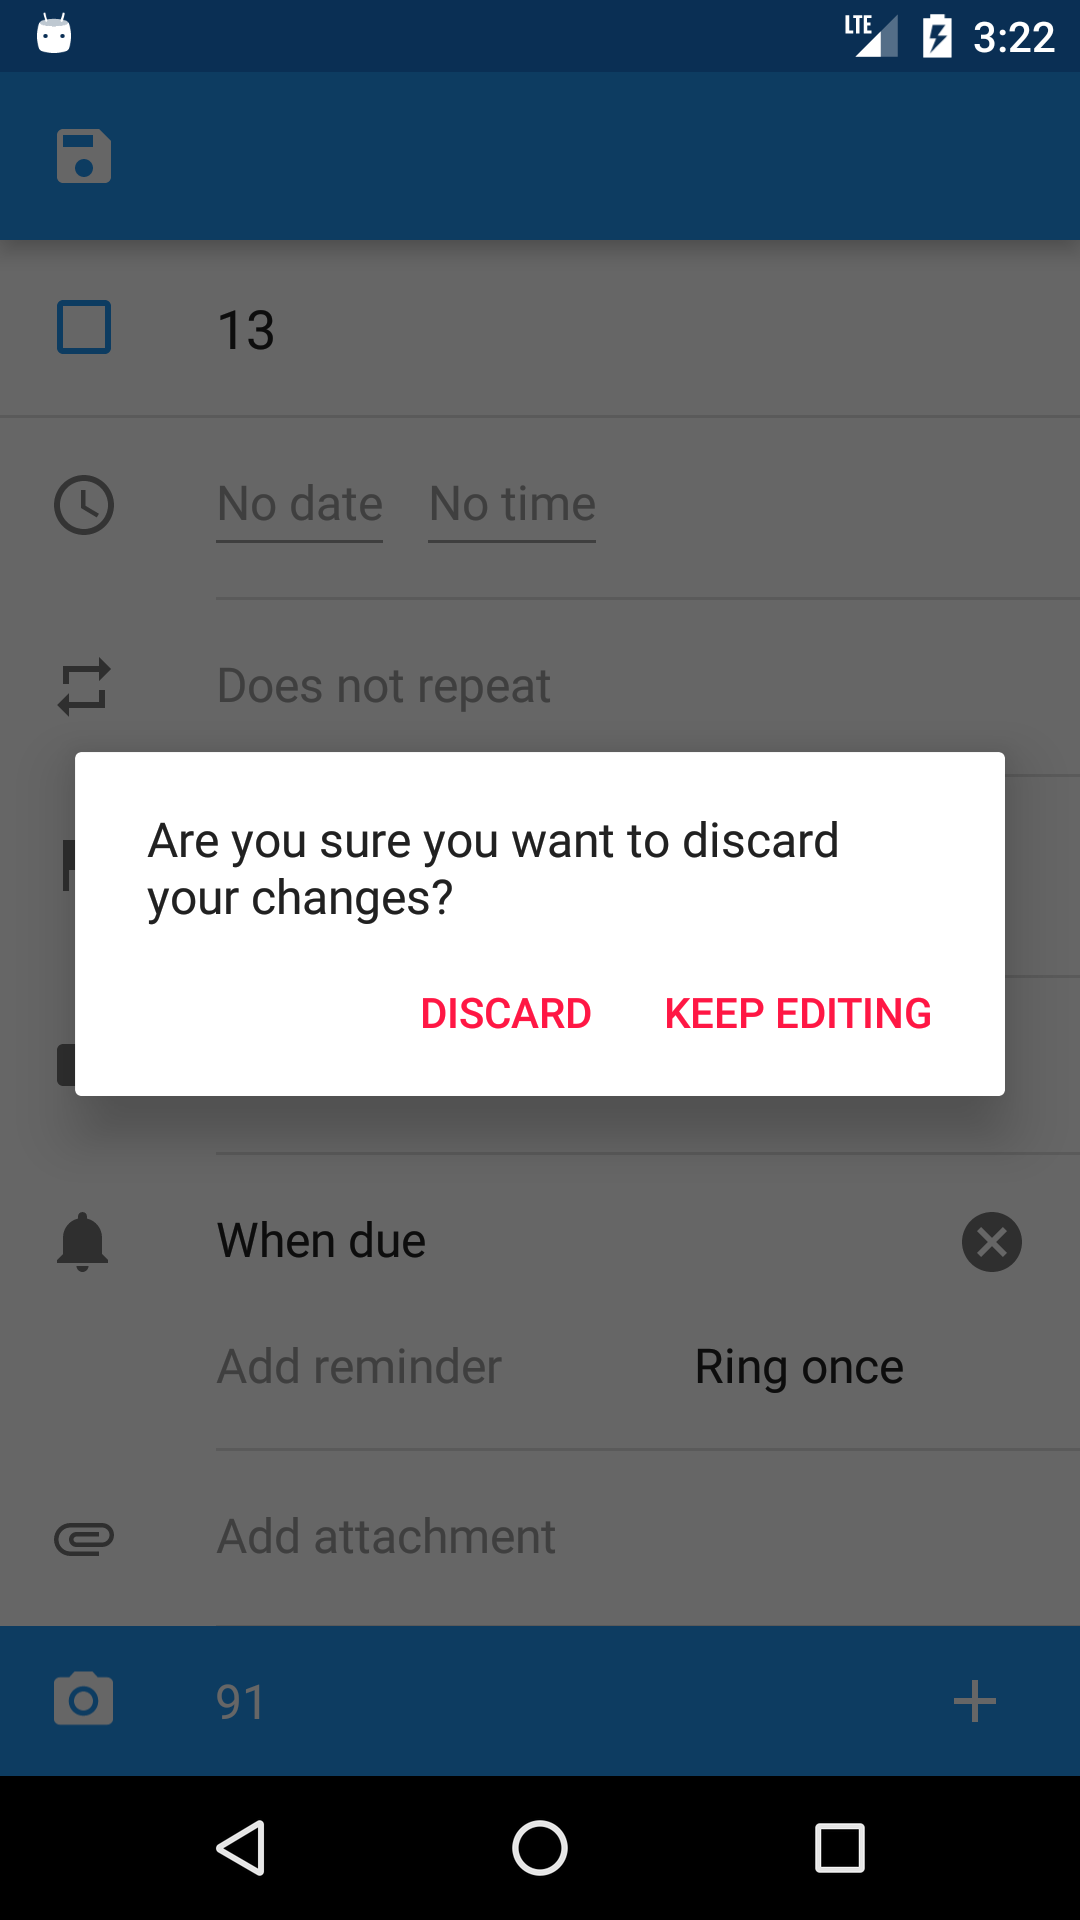 LTE 3:22
13
No date No time
Does not repeat
Are you sure you want to discard
your changes?
DISCARD KEEP EDITING
When due
Add reminder Ring once
Add attachment
91